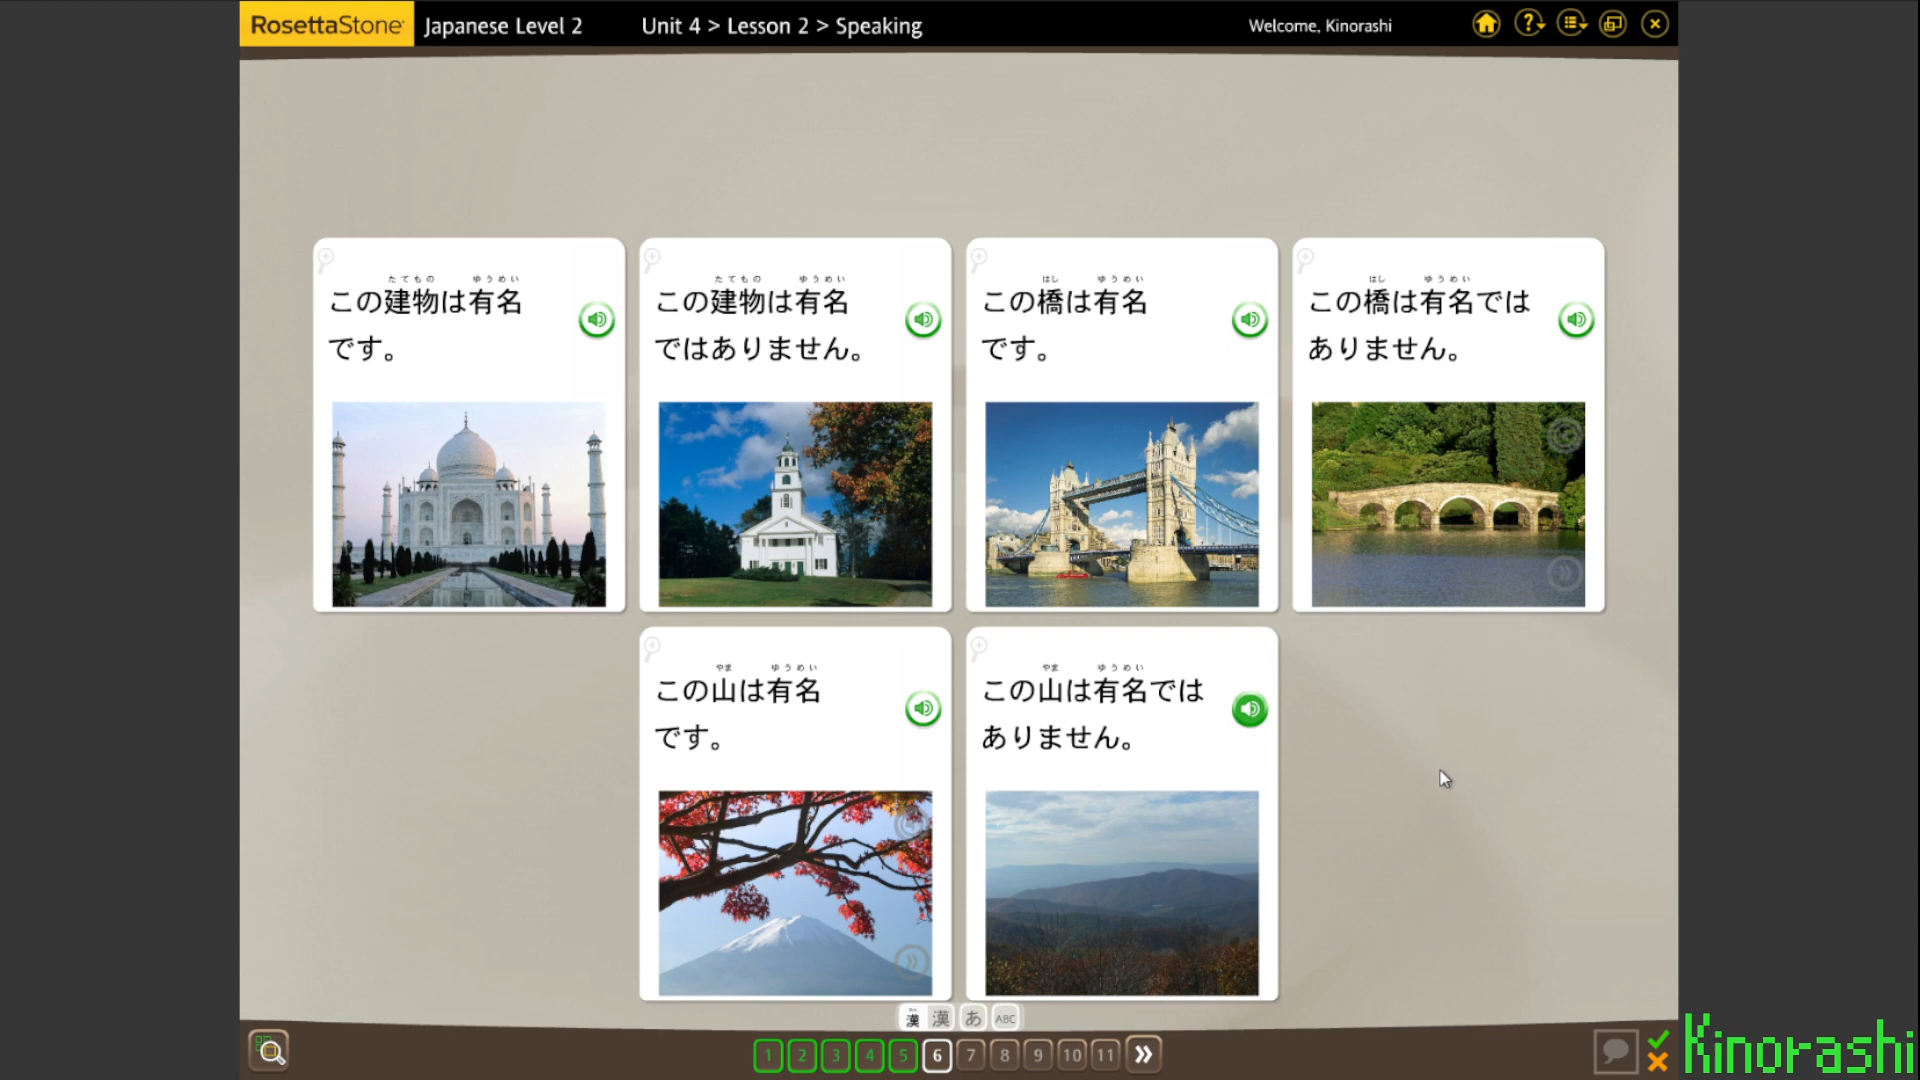 RosettaStone Japanese Level 2 Unit 4 > Lesson 2 > Speaking Welcome, Kinorashi
たてもの ゆうめい
この建物は有名
です。
たてもの ゆうめい
この建物は有名
ではありません。
はし ゆうめい
この橋は有名
です。
はし ゆうめい
この橋は有名では
ありません。
やま ゆうめい
この山は有名
です。
やま ゆうめい
この山は有名では
ありません。
漢 漢 あ ABC
1 2 3 4 5 6 7 8 9 10 11
Kinorashi